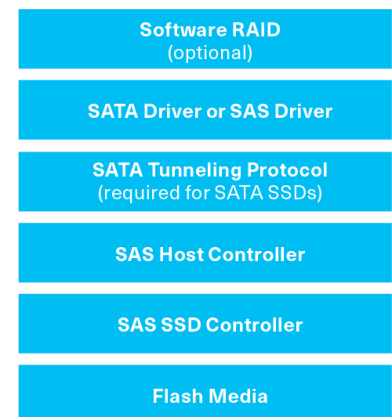 Software RAID
(optional)
SATA Driver or SAS Driver
SATA Tunneling Protocol
(required for SATA SSDs)
SAS Host Controller
SAS SSD Controller
Flash Media